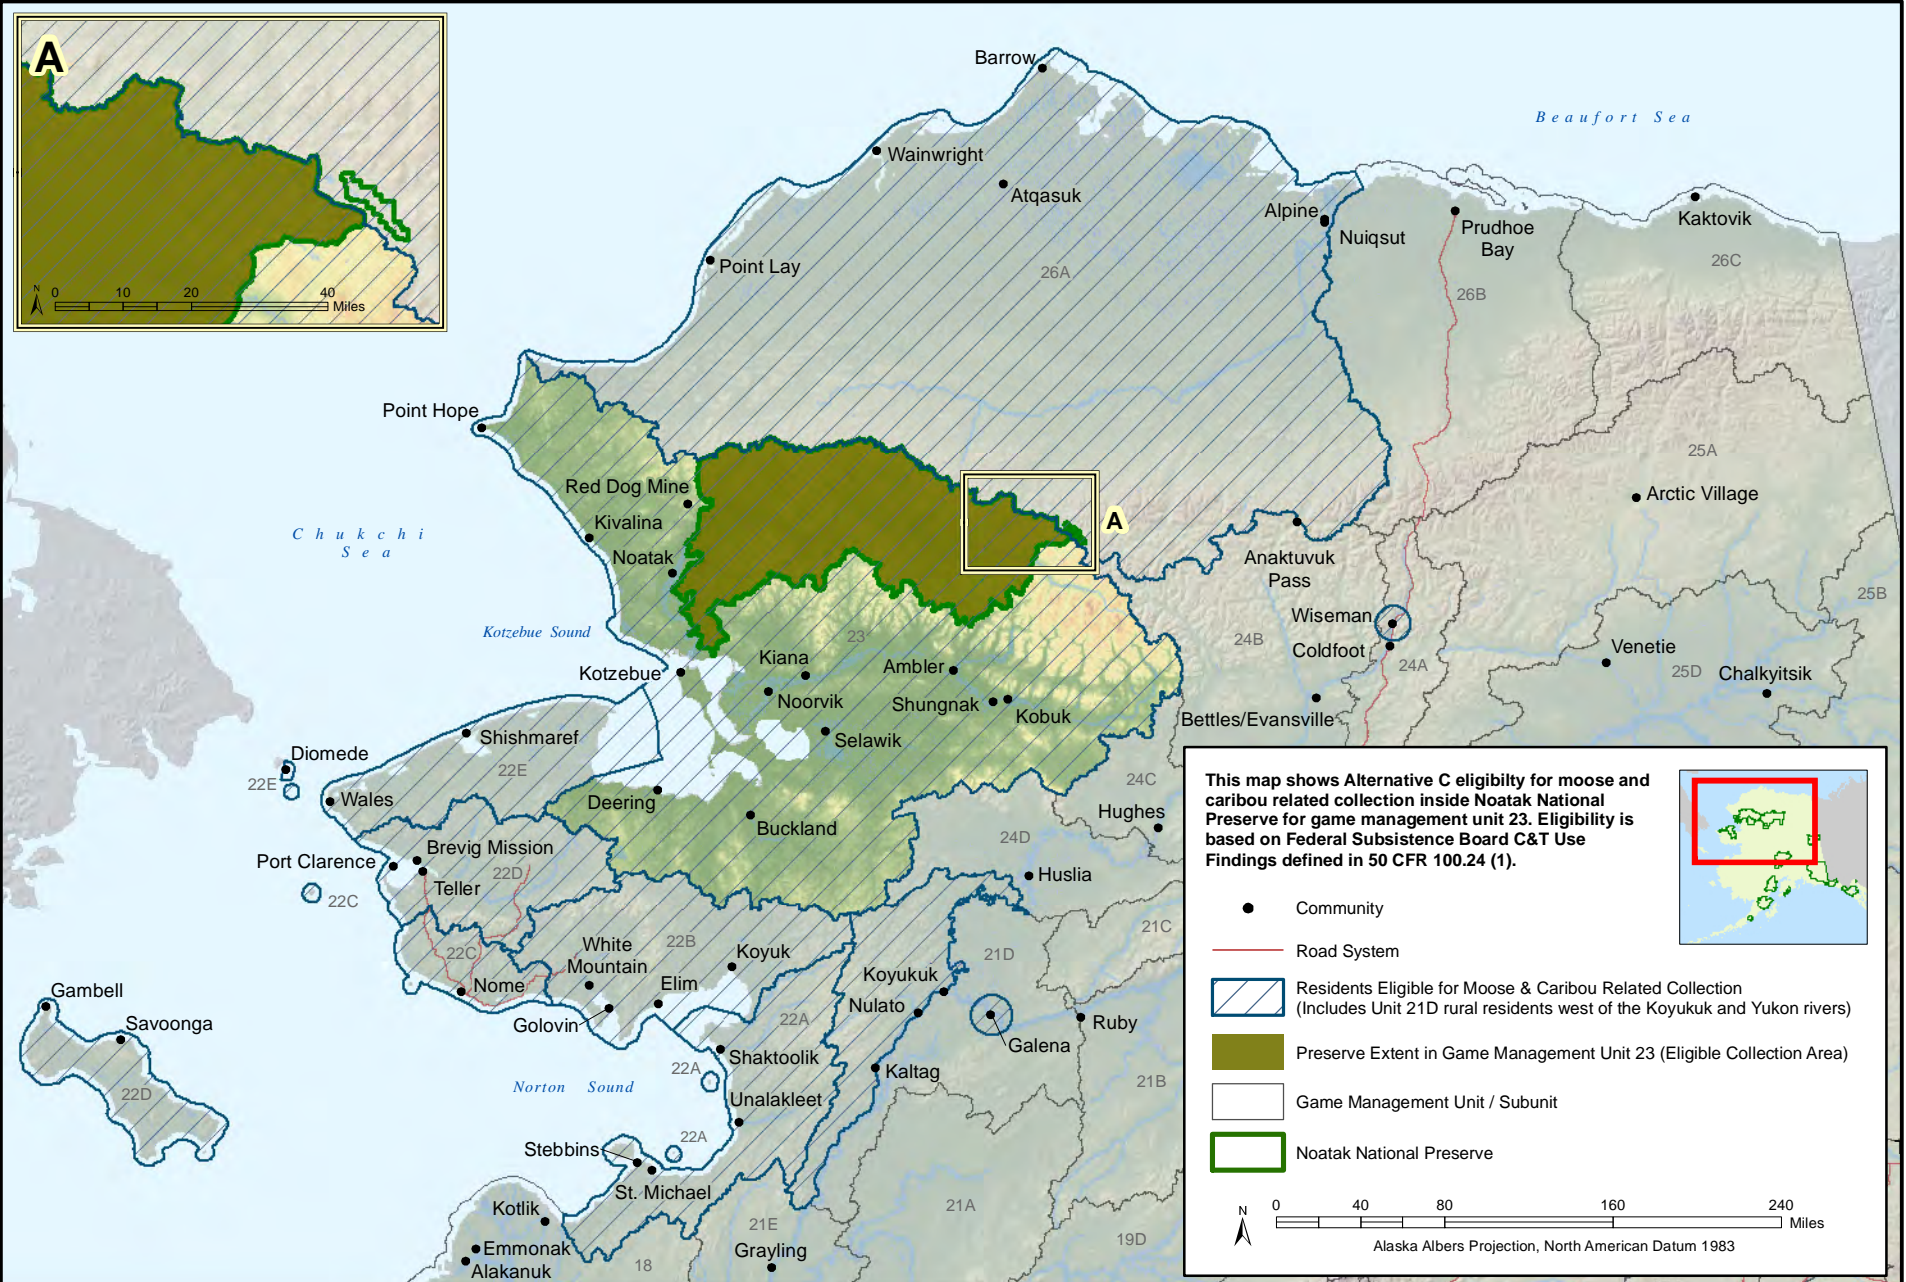 A
N
0 10 20 40
Miles
Barrow
Beaufort Sea
Wainwright
Atqasuk
Alpine
Nuiqsut
Prudhoe
Bay
Kaktovik
26C
Point Lay
26A
26B
Point Hope
25A
Arctic Village
Red Dog Mine
Kivalina
Noatak
Chukchi
Sea
A
Anaktuvuk
Pass
25B
Kotzebue Sound
23
24B
Wiseman
Coldfoot
24A
Venetie
25D
Chalkyitsik
Kotzebue
Kiana
Noorvik
Ambler
Shungnak
Kobuk
Selawik
Bettles/Evansville
Shishmaref
22E
Diomede
22E
Wales
Deering
Buckland
24C
Hughes
24D
Huslia
Port Clarence
Brevig Mission
22D
Teller
22C
22C
Nome
White
Mountain
22B
Koyuk
Elim
Golovin
21C
21D
Koyukuk
Nulato
Galena
Ruby
Gambell
Savoonga
22D
22A
Shaktoolik
22A
Norton Sound
Unalakleet
Kaltag
21B
22A
Stebbins
St. Michael
Kotlik
Emmonak
Alakanuk
18
21E
Grayling
21A
19D
This map shows Alternative C eligibilty for moose and
caribou related collection inside Noatak National
Preserve for game management unit 23. Eligibility is
based on Federal Subsistence Board C&T Use
Findings defined in 50 CFR 100.24 (1).
Community
Road System
Residents Eligible for Moose & Caribou Related Collection
(Includes Unit 21D rural residents west of the Koyukuk and Yukon rivers)
Preserve Extent in Game Management Unit 23 (Eligible Collection Area)
Game Management Unit / Subunit
Noatak National Preserve
N
0 40 80 160 240
Miles
Alaska Albers Projection, North American Datum 1983